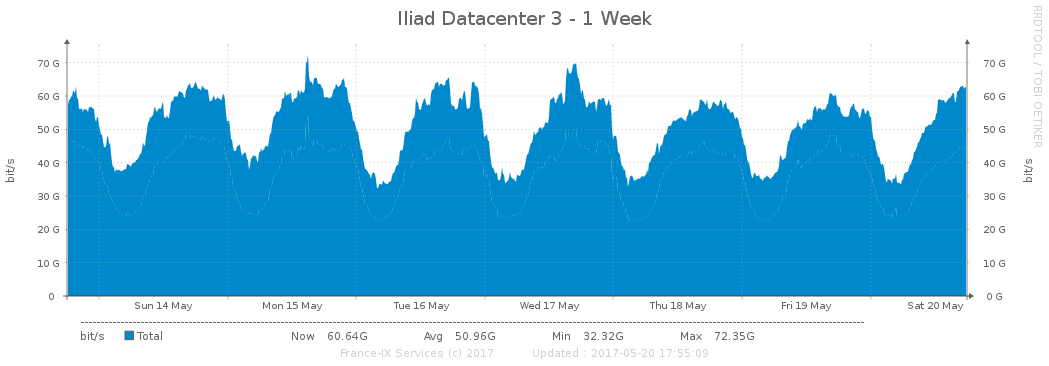 Iliad Datacenter 3 - 1 Week
RRDTOOL / TOBI OETIKER
bit/s
70 G
60 G
50 G
40 G
30 G
20 G
10 G
0
70 G
60 G
50 G
40 G
30 G
20 G
10 G
0 G
bit/s
Sun 14 May Mon 15 May Tue 16 May Wed 17 May Thu 18 May Fri 19 May Sat 20 May
bit/s Total Now 60.64G Avg 50.96G Min 32.32G Max 72.35G
France-IX Services (c) 2017 Updated : 2017-05-20 17:55:09